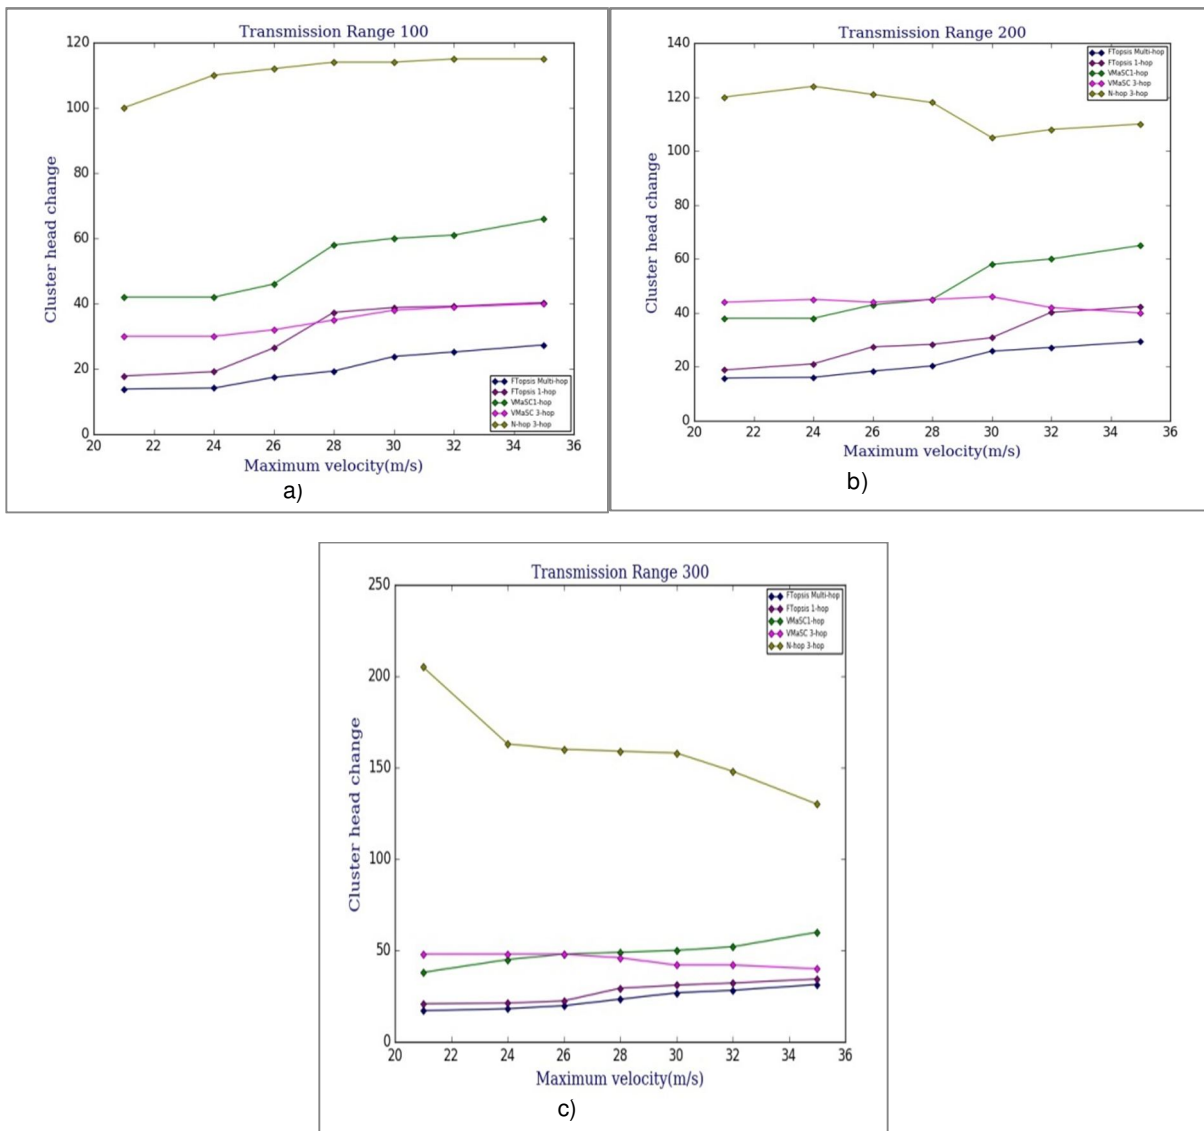 Transmission Range 100
120
100
80
60
40
20
0
Cluster head change
FTopsis Multi-hop
FTopsis 1-hop
VMaSC1-hop
VMaSC 3-hop
N-hop 3-hop
20 22 24 26 28 30 32 34 36
Maximum velocity(m/s)
a)
Transmission Range 200
140
120
100
80
60
40
20
0
Cluster head change
FTopsis Multi-hop
FTopsis 1-hop
VMaSC1-hop
VMaSC 3-hop
N-hop 3-hop
20 22 24 26 28 30 32 34 36
Maximum velocity(m/s)
b)
Transmission Range 300
250
200
150
100
50
0
Cluster head change
FTopsis Multi-hop
FTopsis 1-hop
VMaSC1-hop
VMaSC 3-hop
N-hop 3-hop
20 22 24 26 28 30 32 34 36
Maximum velocity(m/s)
c)